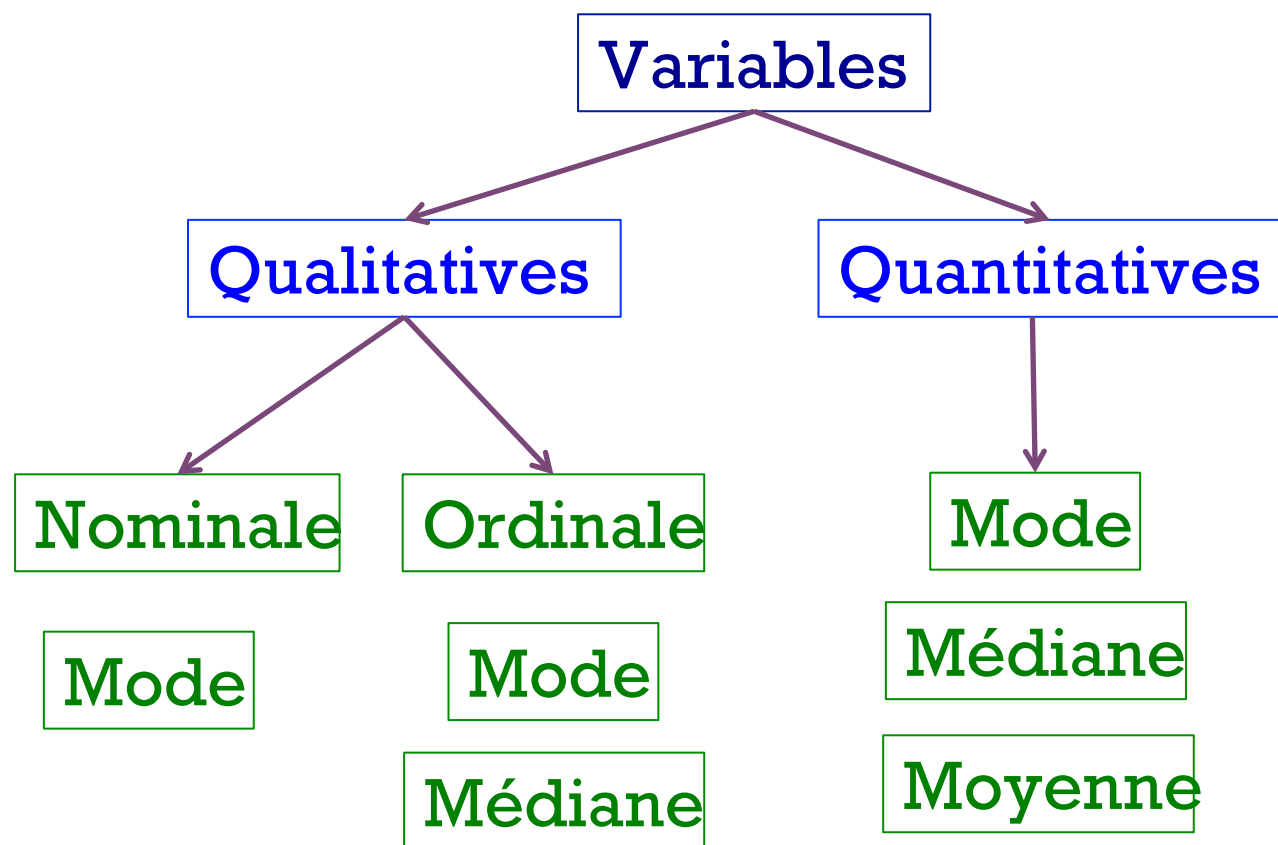 Variables
Qualitatives
Quantitatives
Nominale
Ordinale
Mode
Mode
Mode
Médiane
Médiane
Moyenne